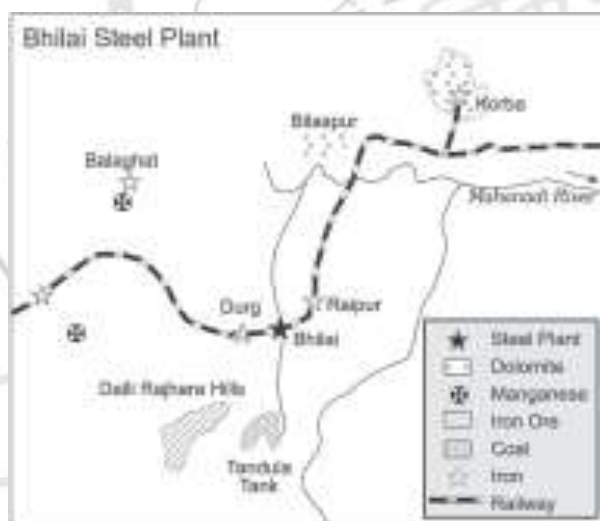 Bhilai Steel Plant
Korba
Bilaspur
Balaghat
Mahanadi River
Durg
Raipur
Bhilai
Dalli Rajhara Hills
Tandula
Tank
Steel Plant
Dolomite
Manganese
Iron Ore
Coal
Iron
Railway